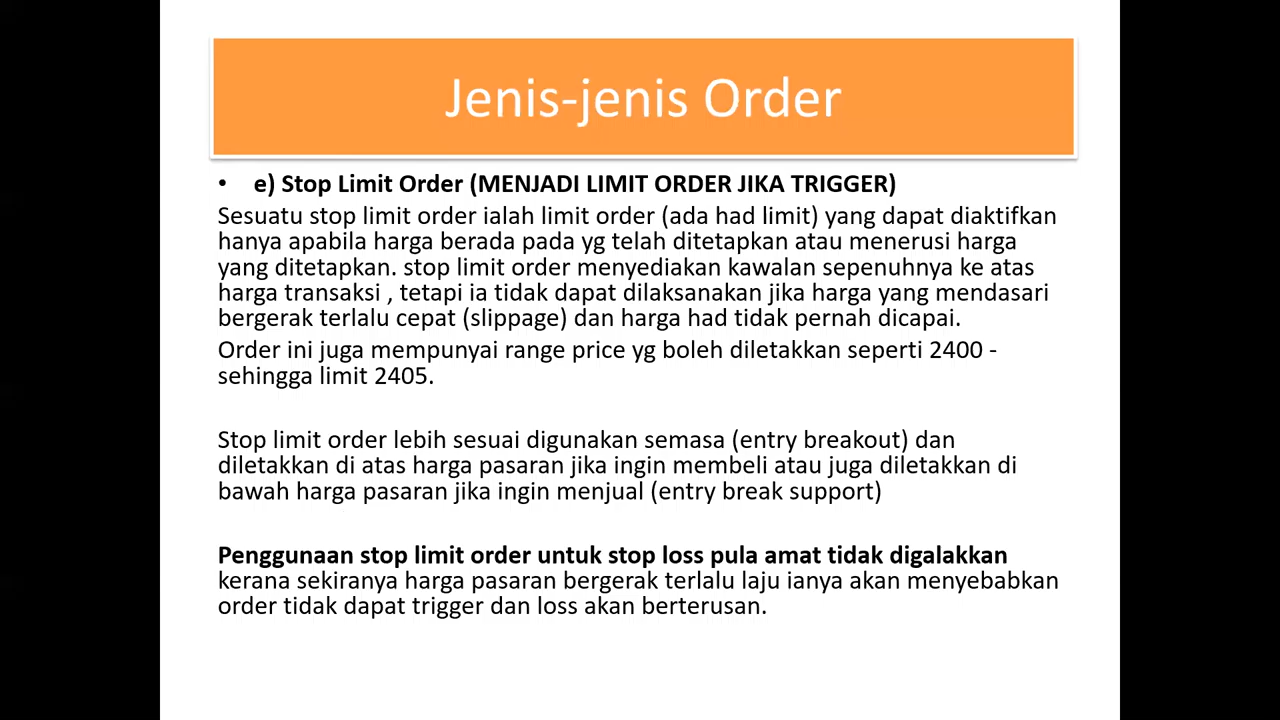 Jenis-jenis Order
• e) Stop Limit Order (MENJADI LIMIT ORDER JIKA TRIGGER)
Sesuatu stop limit order ialah limit order (ada had limit) yang dapat diaktifkan
hanya apabila harga berada pada yg telah ditetapkan atau menerusi harga
yang ditetapkan. stop limit order menyediakan kawalan sepenuhnya ke atas
harga transaksi , tetapi ia tidak dapat dilaksanakan jika harga yang mendasari
bergerak terlalu cepat (slippage) dan harga had tidak pernah dicapai.
Order ini juga mempunyai range price yg boleh diletakkan seperti 2400 -
sehingga limit 2405.
Stop limit order lebih sesuai digunakan semasa (entry breakout) dan
diletakkan di atas harga pasaran jika ingin membeli atau juga diletakkan di
bawah harga pasaran jika ingin menjual (entry break support)
Penggunaan stop limit order untuk stop loss pula amat tidak digalakkan
kerana sekiranya harga pasaran bergerak terlalu laju ianya akan menyebabkan
order tidak dapat trigger dan loss akan berterusan.